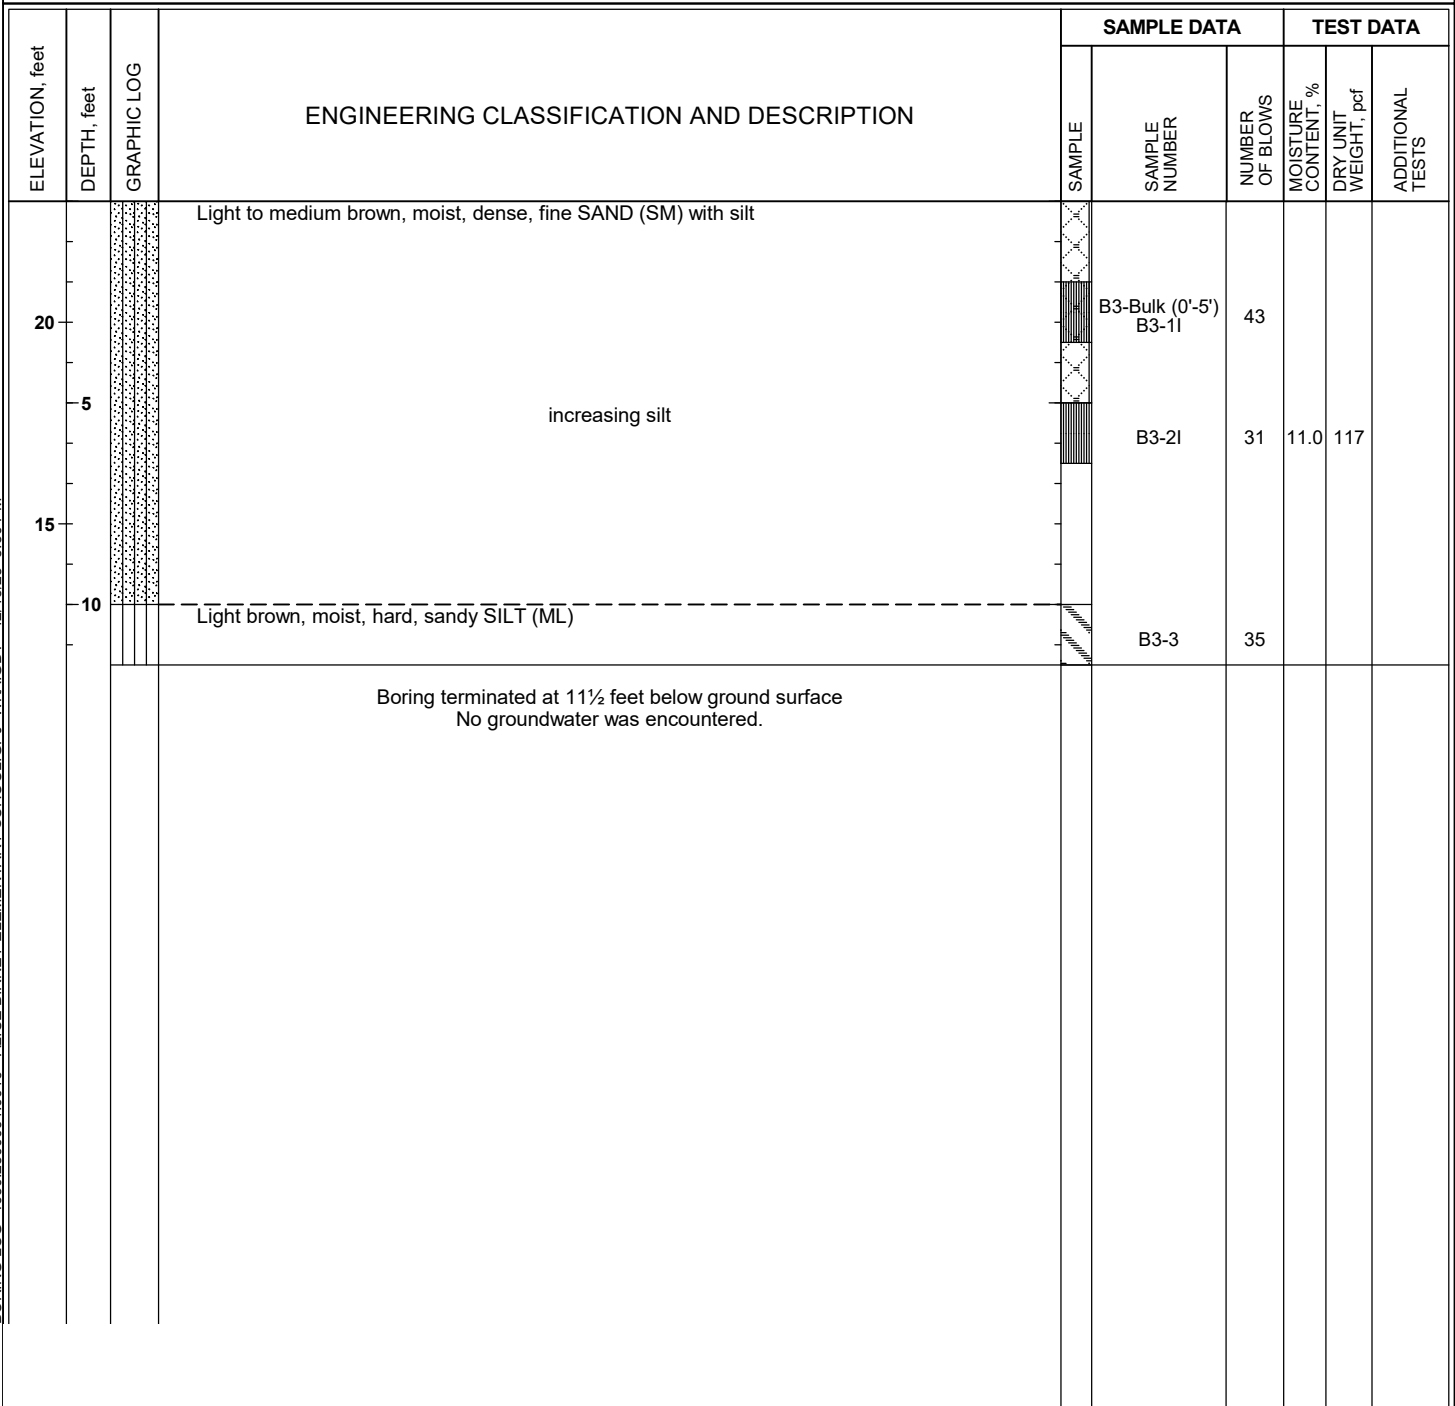 SAMPLE DATA
TEST DATA
ELEVATION, feet
DEPTH, feet
GRAPHIC LOG
ENGINEERING CLASSIFICATION AND DESCRIPTION
SAMPLE
SAMPLE
NUMBER
NUMBER
OF BLOWS
MOISTURE
CONTENT, %
DRY UNIT
WEIGHT, pcf
ADDITIONAL
TESTS
Light to medium brown, moist, dense, fine SAND (SM) with silt
20
B3-Bulk (0'-5')
B3-1I
43
5
increasing silt
B3-2I 31 11.0 117
15
10
Light brown, moist, hard, sandy SILT (ML)
B3-3 35
Boring terminated at 11½ feet below ground surface
No groundwater was encountered.